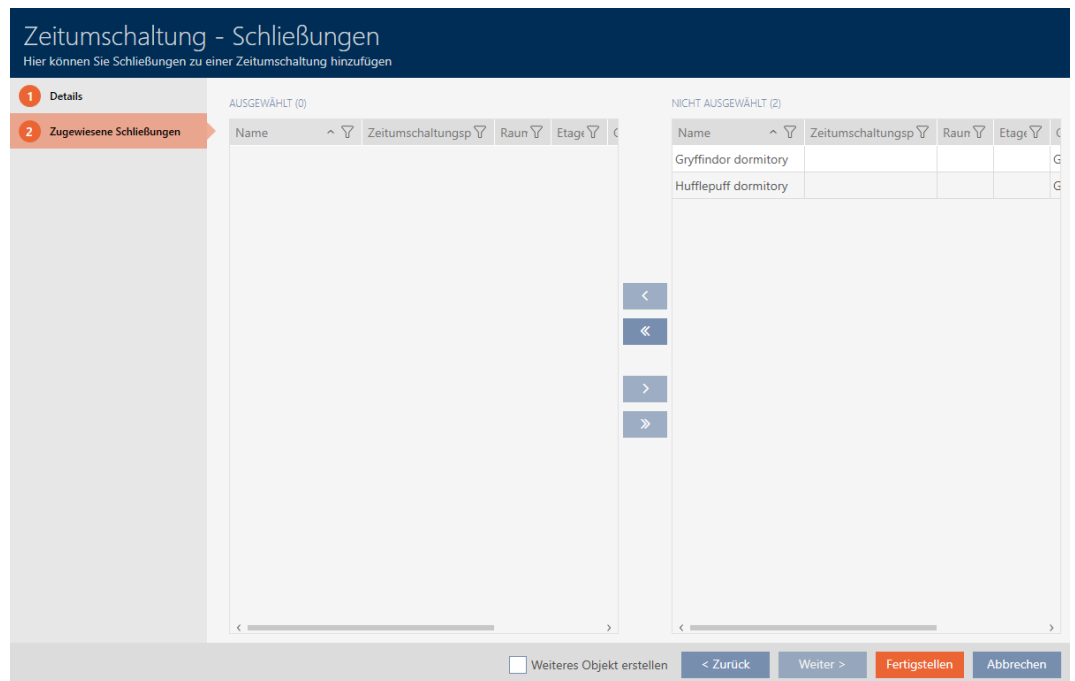 Zeitumschaltung - Schließungen
Hier können Sie Schließungen zu einer Zeitumschaltung hinzufügen
1 Details
2 Zugewiesene Schließungen
AUSGEWÄHLT (0)
Name Zeitumschaltungsp Raum Etage
NICHT AUSGEWÄHLT (2)
Name Zeitumschaltungsp Raum Etage
Gryffindor dormitory G
Hufflepuff dormitory G
Weiteres Objekt erstellen
< Zurück
Weiter >
Fertigstellen
Abbrechen